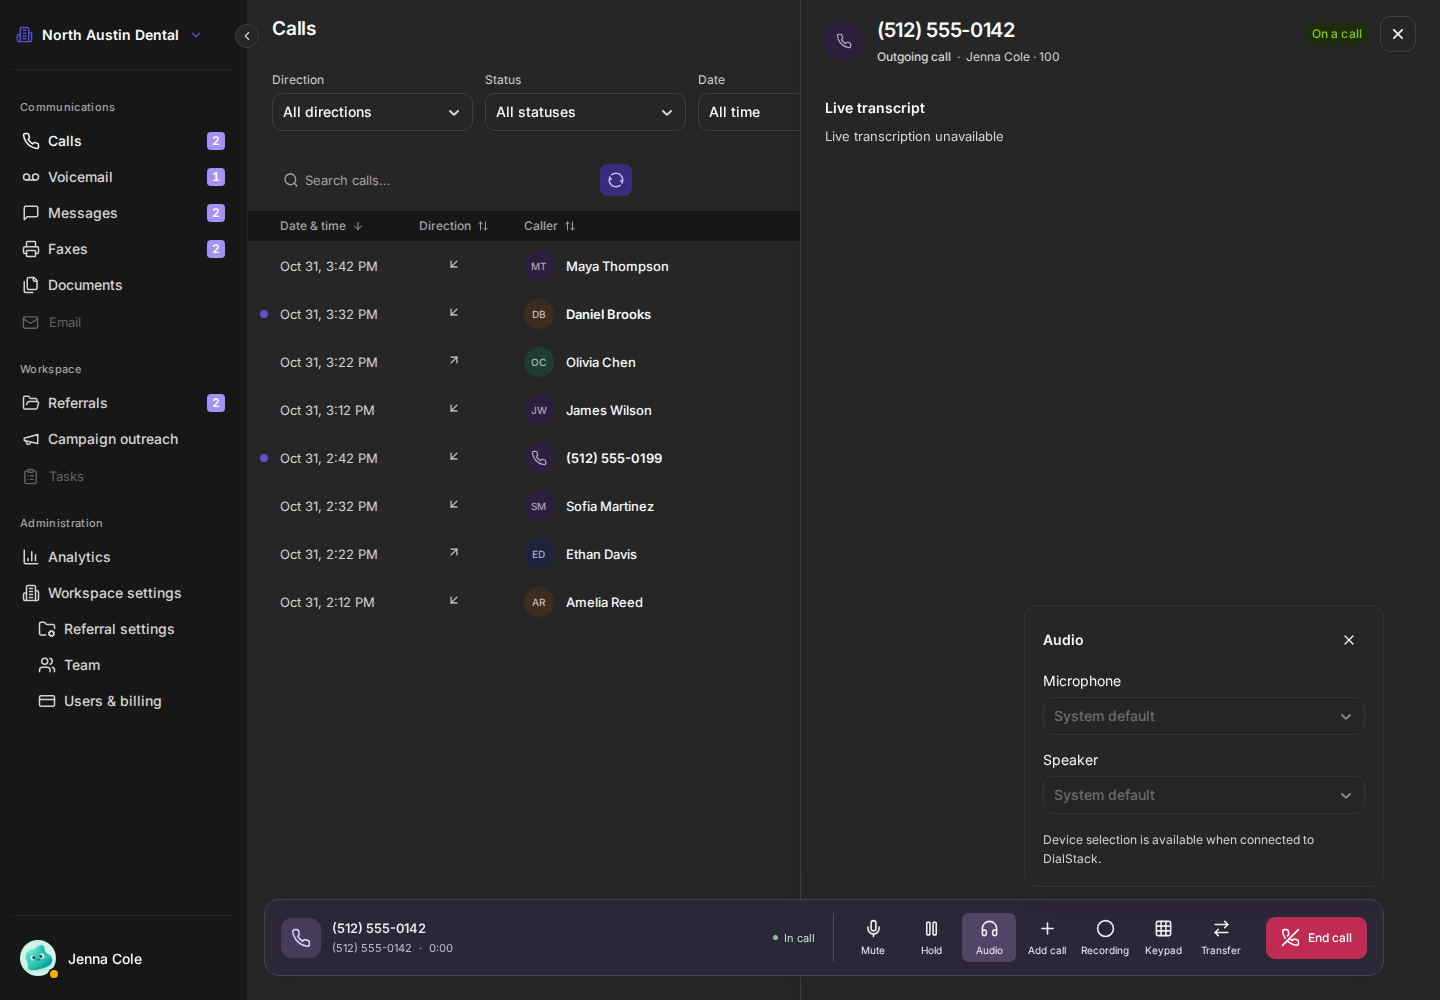 North Austin Dental
Communications
Calls 2
Voicemail 1
Messages 2
Faxes 2
Documents
Email
Workspace
Referrals 2
Campaign outreach
Tasks
Administration
Analytics
Workspace settings
Referral settings
Team
Users & billing
Jenna Cole
Calls
Direction Status Date
All directions All statuses All time
Search calls...
Date & time Direction Caller
Oct 31, 3:42 PM MT Maya Thompson
Oct 31, 3:32 PM DB Daniel Brooks
Oct 31, 3:22 PM OC Olivia Chen
Oct 31, 3:12 PM JW James Wilson
Oct 31, 2:42 PM (512) 555-0199
Oct 31, 2:32 PM SM Sofia Martinez
Oct 31, 2:22 PM ED Ethan Davis
Oct 31, 2:12 PM AR Amelia Reed
(512) 555-0142
Outgoing call · Jenna Cole · 100
On a call
Live transcript
Live transcription unavailable
Audio
Microphone
System default
Speaker
System default
Device selection is available when connected to
DialStack.
(512) 555-0142
(512) 555-0142 · 0:00
In call
Mute Hold Audio Add call Recording Keypad Transfer
End call